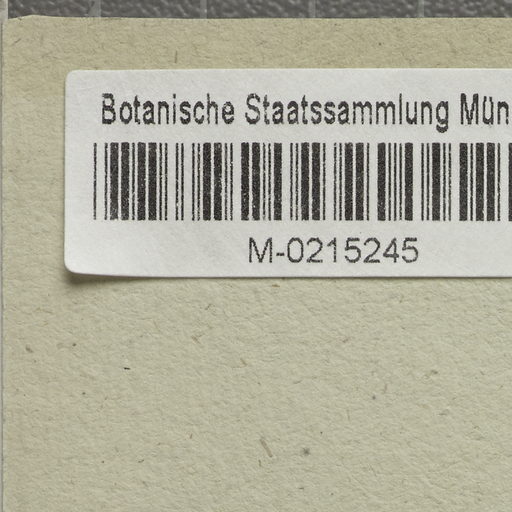 Botanische Staatssammlung Mün
M-0215245